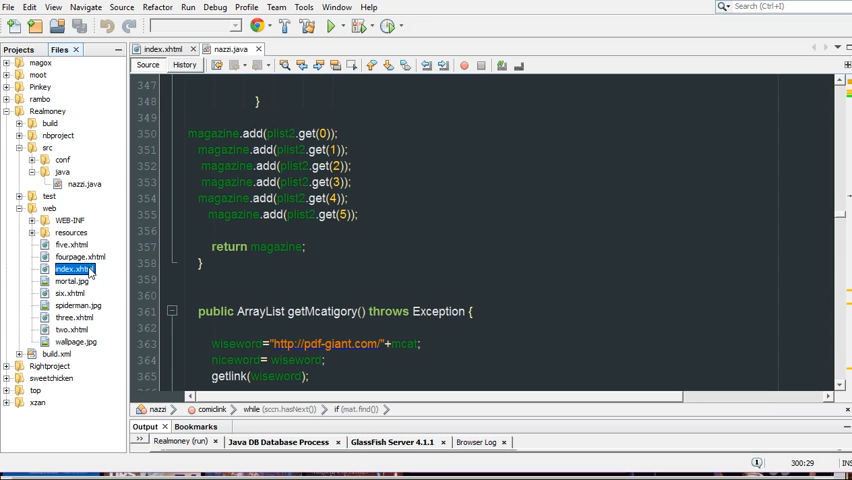 File Edit View Navigate Source Refactor Run Debug Profile Team Tools Window Help
Search (Ctrl+I)
Projects Files
index.xhtml
nazzi.java
Source History
magox
moot
Pinkey
rambo
Realmoney
build
nbproject
src
conf
java
nazzi.java
test
web
WEB-INF
resources
five.xhtml
fourpage.xhtml
index.xhtml
mortal.jpg
six.xhtml
spiderman.jpg
three.xhtml
two.xhtml
wallpage.jpg
build.xml
Rightproject
sweetchicken
top
xzan
347
348 }
349
350 magazine.add(plist2.get(0));
351 magazine.add(plist2.get(1));
352 magazine.add(plist2.get(2));
353 magazine.add(plist2.get(3));
354 magazine.add(plist2.get(4));
355 magazine.add(plist2.get(5));
357 return magazine;
358 }
359
361 public ArrayList getMcatigory() throws Exception {
362
363 wiseword="http://pdf-giant.com/"+mcat;
364 niceword= wiseword;
365 getlink(wiseword);
nazzi comiclink while (sccn.hasNext()) if (mat.find())
Output Bookmarks
Realmoney (run) Java DB Database Process GlassFish Server 4.1.1 Browser Log
1 300:29 INS